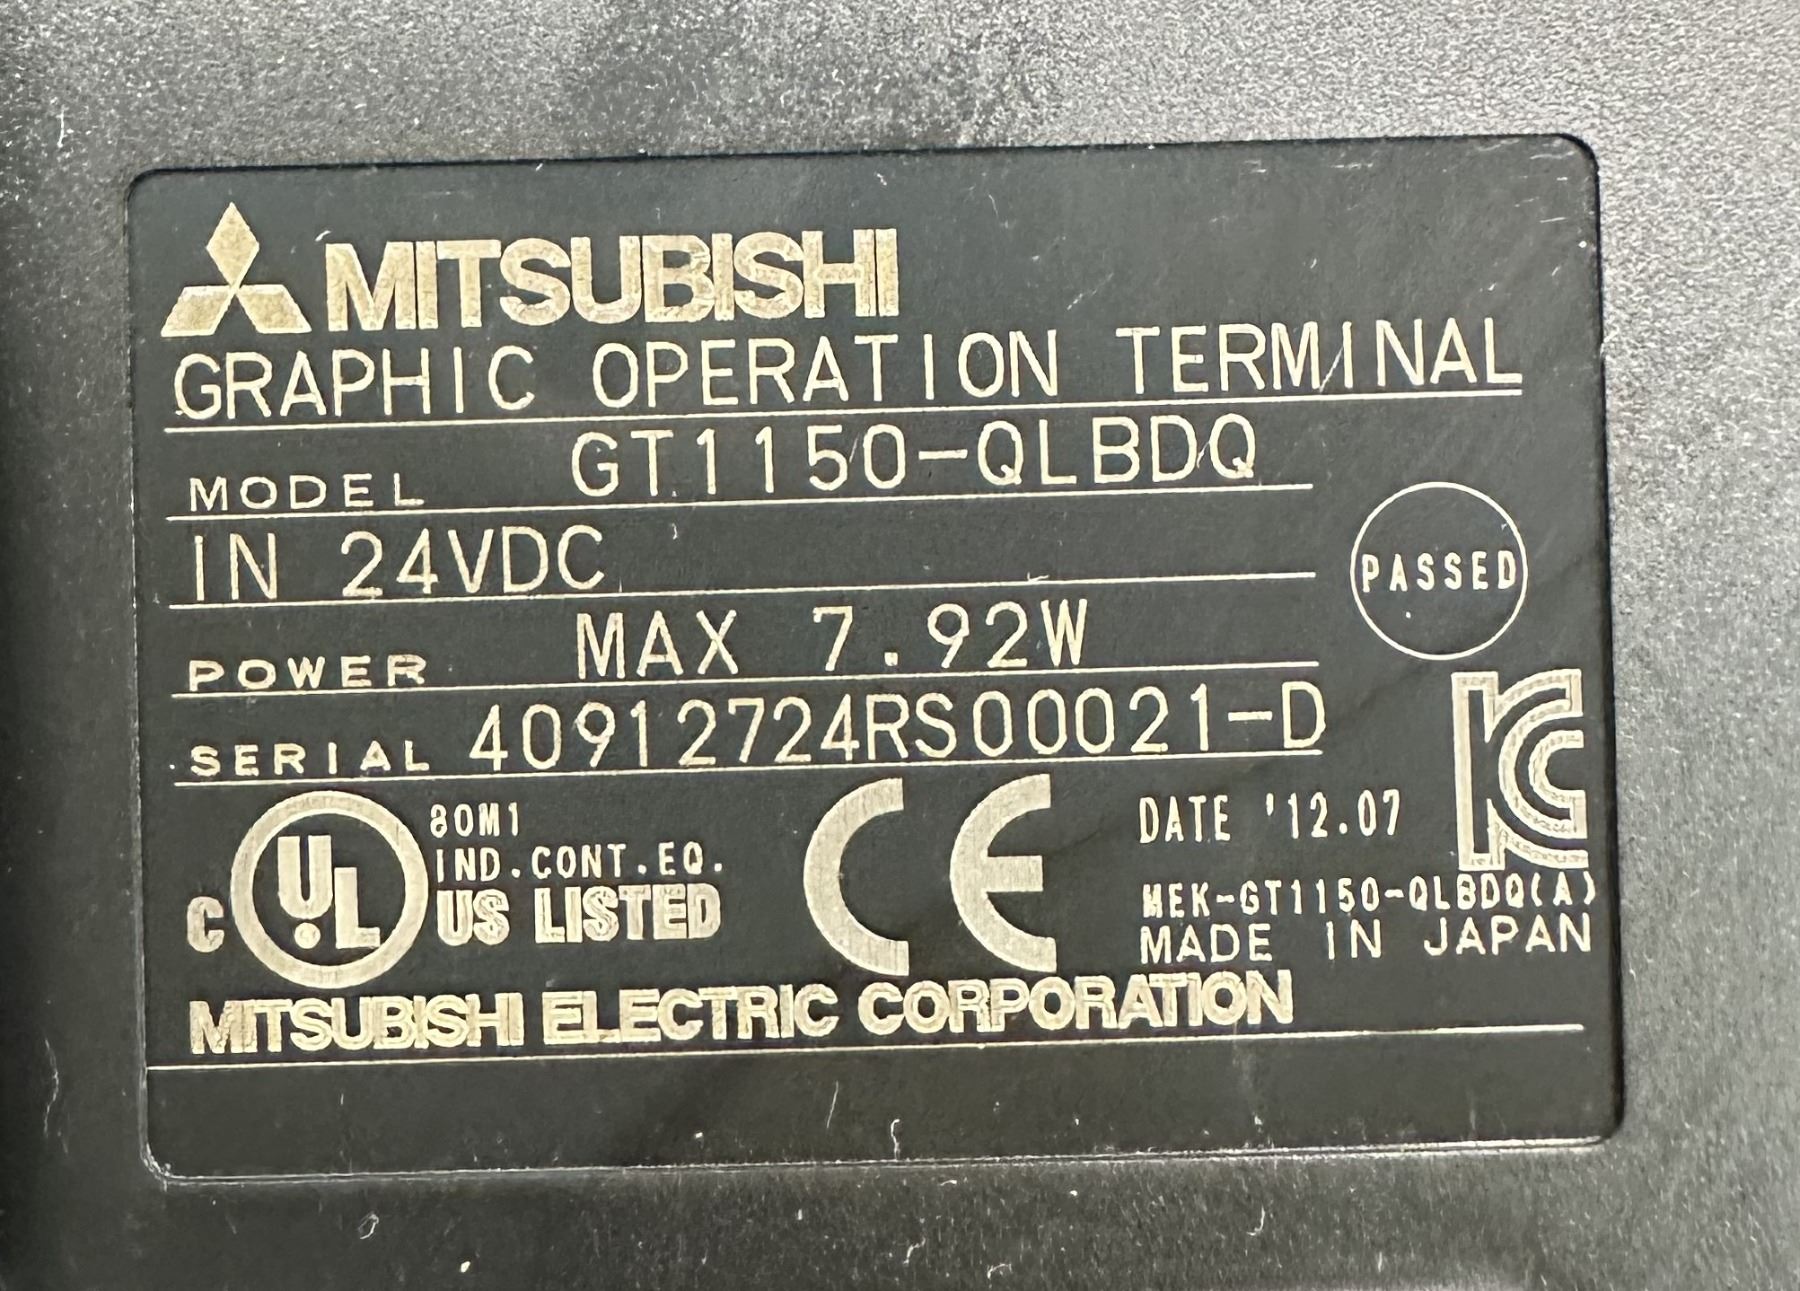 MITSUBISHI
GRAPHIC OPERATION TERMINAL
MODEL GT1150-QLBDQ
IN 24VDC
PASSED
POWER MAX 7.92W
SERIAL 40912724RS00021-D
KC
80M1
IND.CONT.EQ.
C UL US LISTED
CE
DATE '12.07
MEK-GT1150-QLBDQ(A)
MADE IN JAPAN
MITSUBISHI ELECTRIC CORPORATION